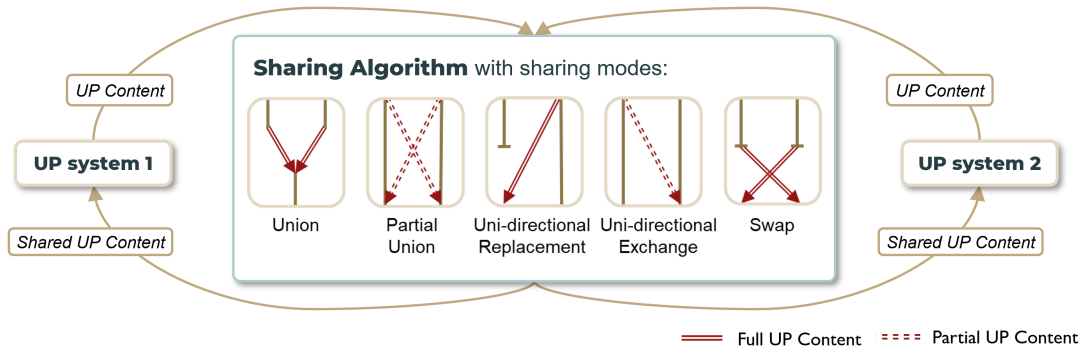 Sharing Algorithm with sharing modes:
UP Content
UP Content
UP system 1
UP system 2
Shared UP Content
Shared UP Content
Union
Partial
Union
Uni-directional
Replacement
Uni-directional
Exchange
Swap
Full UP Content
Partial UP Content